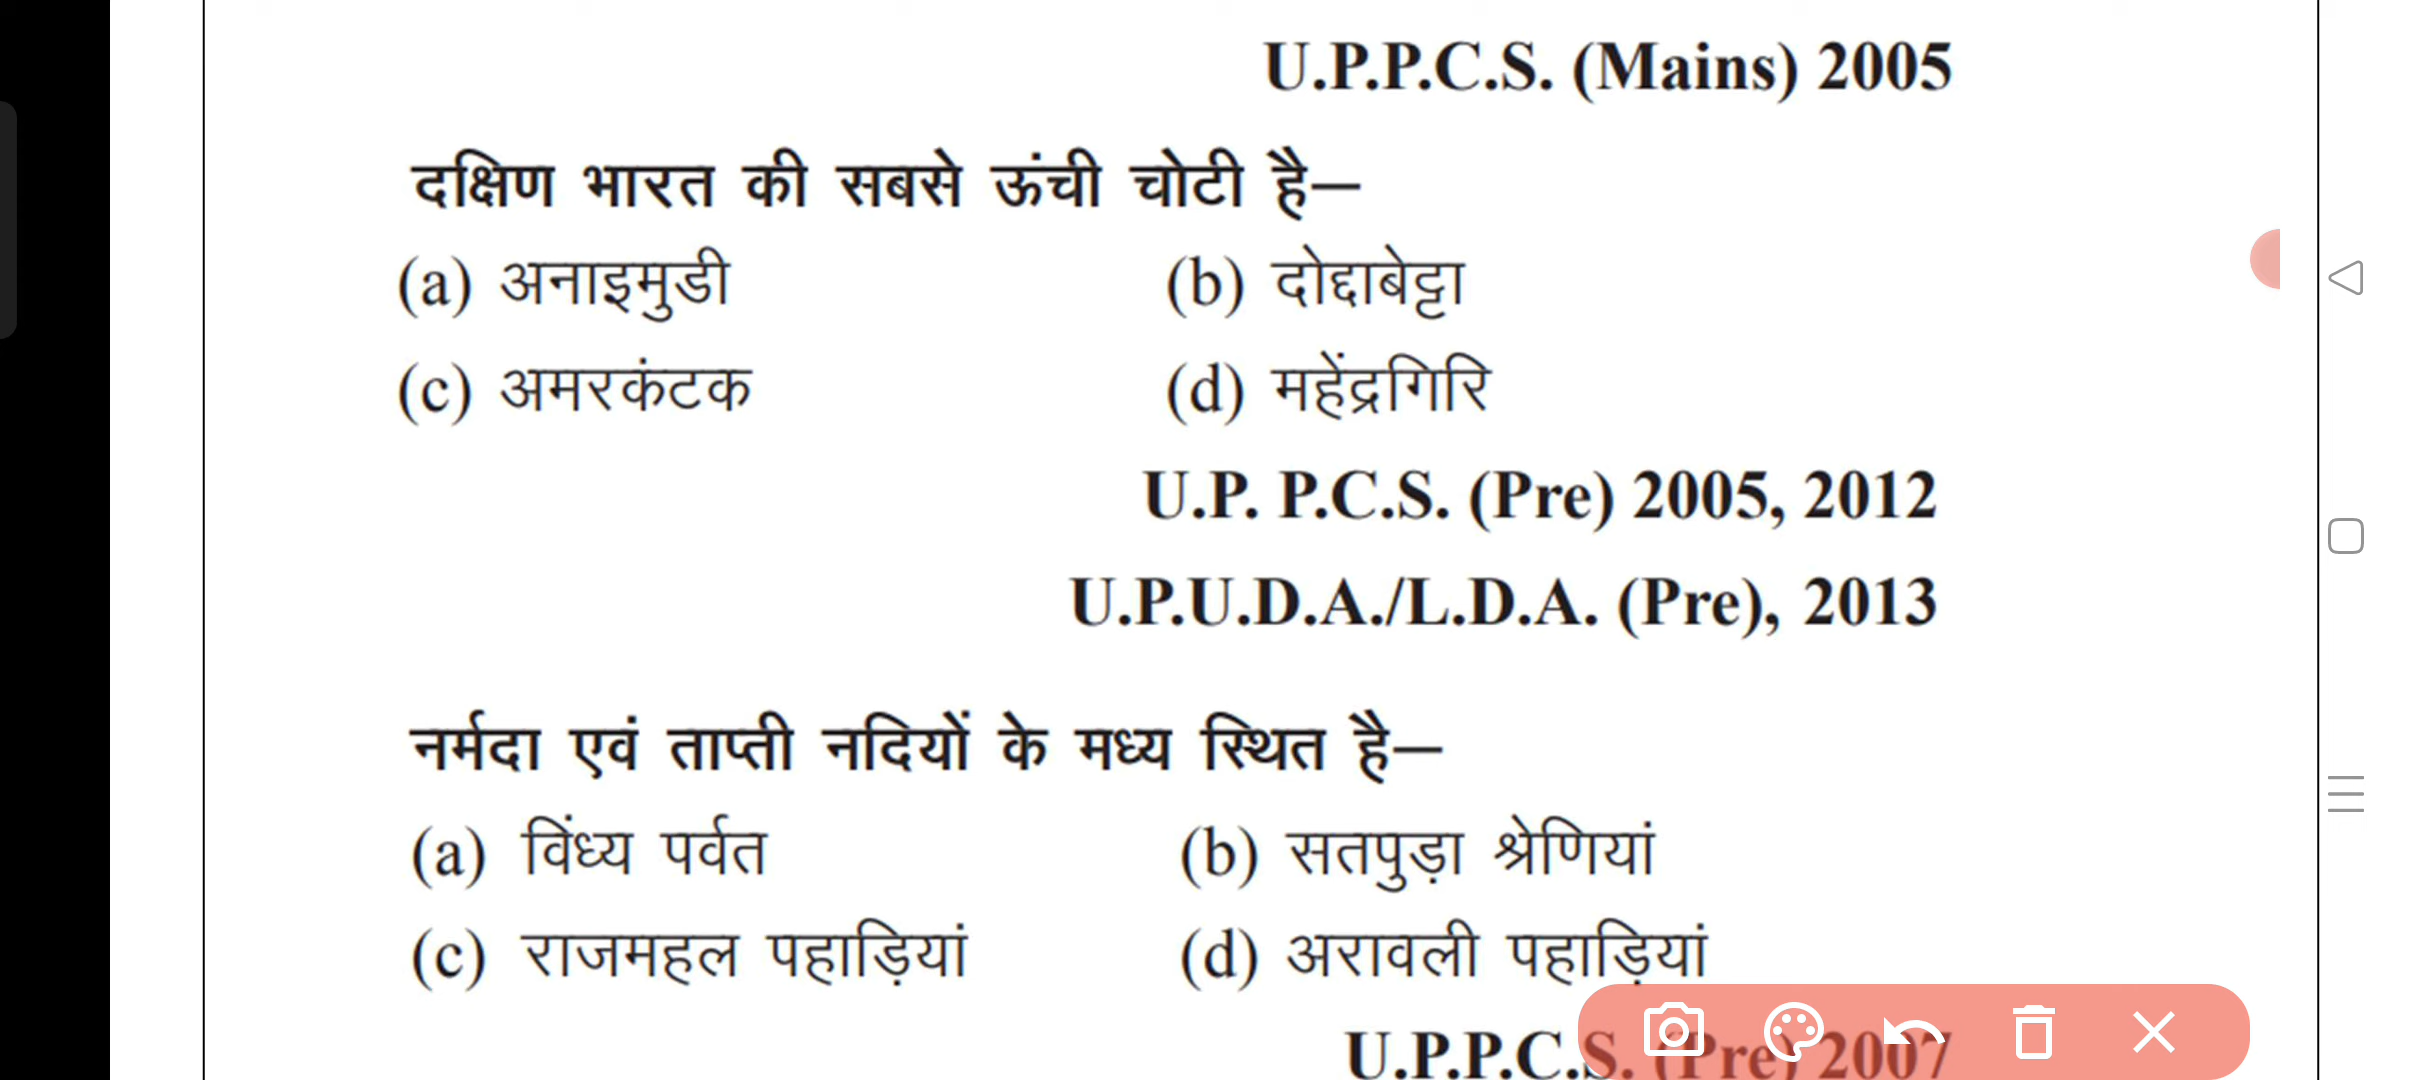 U.P.P.C.S. (Mains) 2005
दक्षिण भारत की सबसे ऊंची चोटी है—
(a) अनाइमुडी (b) दोद्दाबेट्टा
(c) अमरकंटक (d) महेंद्रगिरि
U.P. P.C.S. (Pre) 2005, 2012
U.P.U.D.A./L.D.A. (Pre), 2013
नर्मदा एवं ताप्ती नदियों के मध्य स्थित है—
(a) विंध्य पर्वत (b) सतपुड़ा श्रेणियां
(c) राजमहल पहाड़ियां (d) अरावली पहाड़ियां
U.P.P.C.S. (Pre) 2007